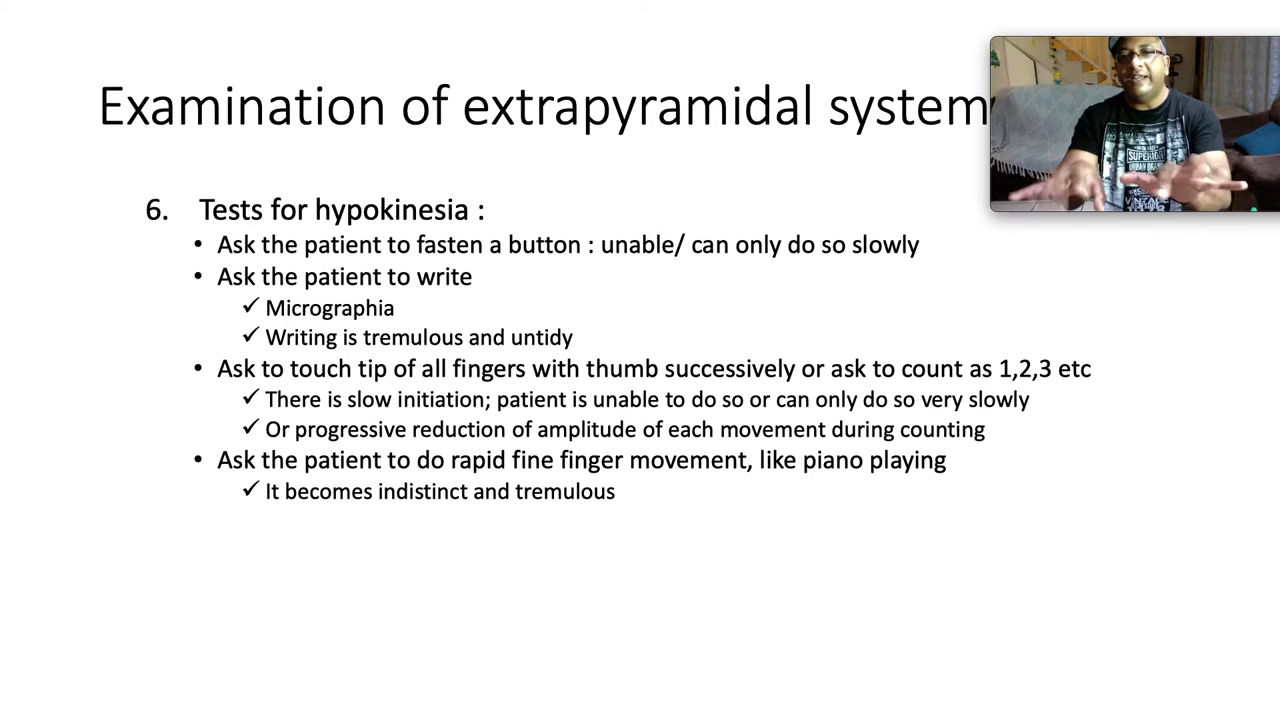 Examination of extrapyramidal system
6. Tests for hypokinesia :
• Ask the patient to fasten a button : unable/ can only do so slowly
• Ask the patient to write
✓ Micrographia
✓ Writing is tremulous and untidy
• Ask to touch tip of all fingers with thumb successively or ask to count as 1,2,3 etc
✓ There is slow initiation; patient is unable to do so or can only do so very slowly
✓ Or progressive reduction of amplitude of each movement during counting
• Ask the patient to do rapid fine finger movement, like piano playing
✓ It becomes indistinct and tremulous
SUPERIOR
URBAN BRAND
VINTAGE